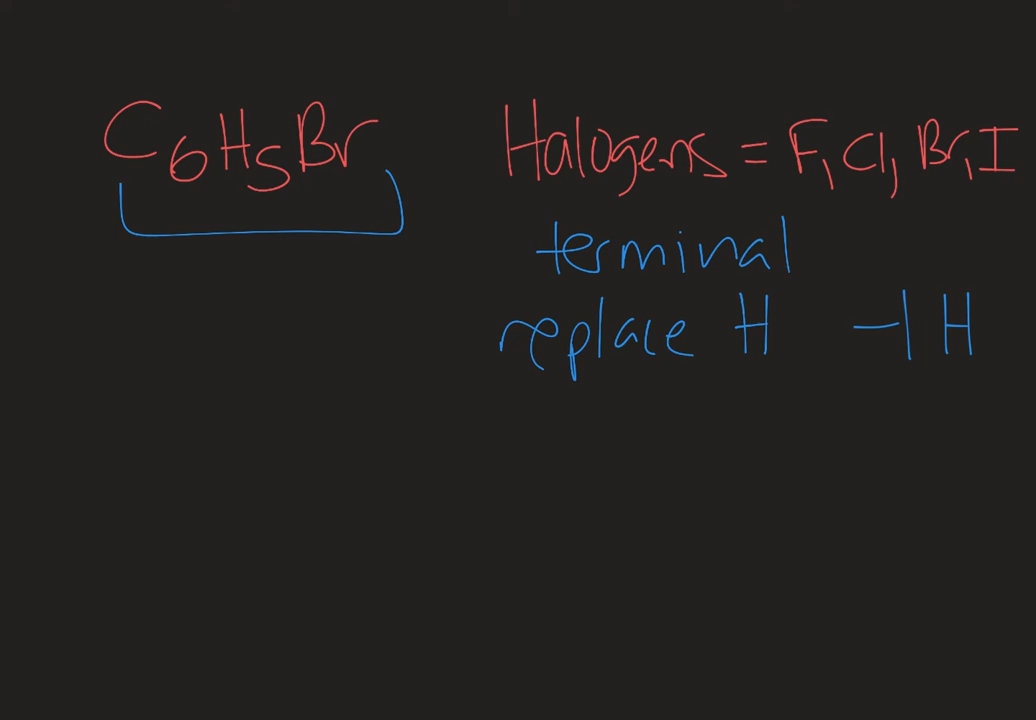 C₆H₅Br
Halogens = F, Cl, Br, I
terminal
replace H -1 H